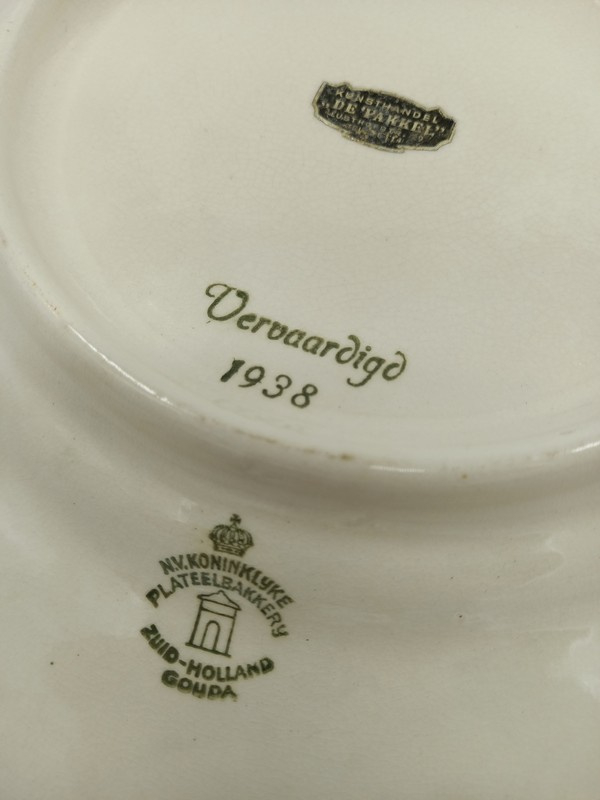 KUNSTHANDEL
"DE FAKKEL"
Vervaardigd
1938
N.V. KONINKLYKE
PLATEELBAKKERY
ZUID-HOLLAND
GOUDA